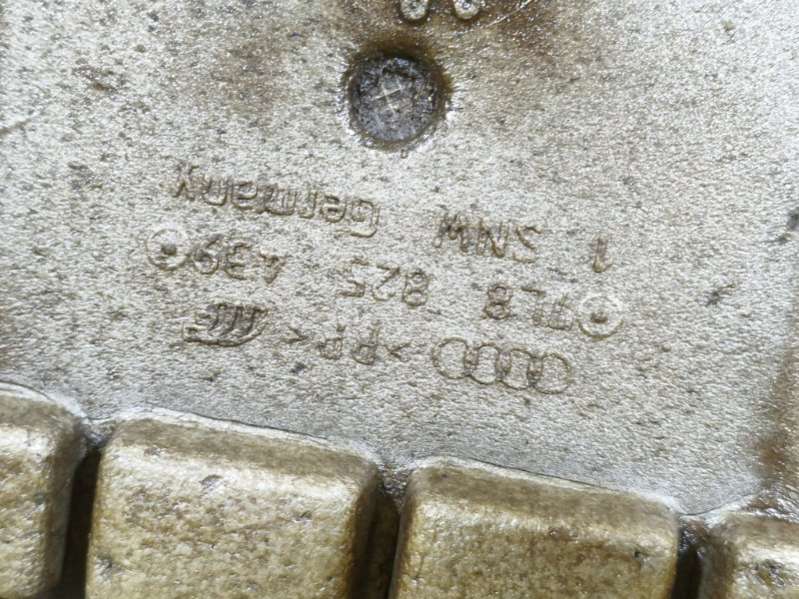 >PP<
7L8 825 439
1 SNW Germany